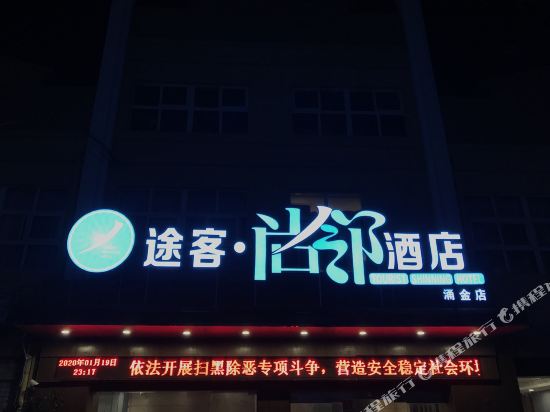 途客·尚邻酒店
TOURIST SHINNING HOTEL
涌金店
2020年01月19日
23:17
依法开展扫黑除恶专项斗争，营造安全稳定社会环!
携程旅行